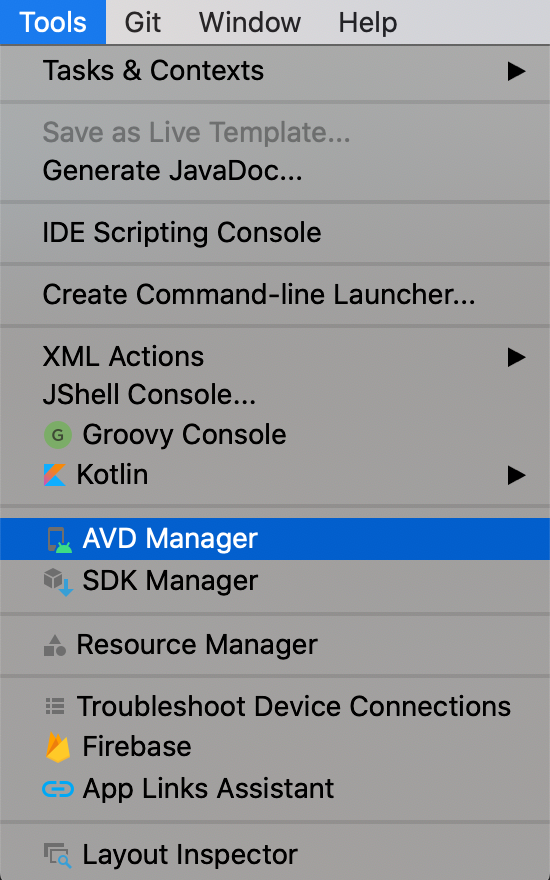 Tools Git Window Help
Tasks & Contexts
Save as Live Template...
Generate JavaDoc...
IDE Scripting Console
Create Command-line Launcher...
XML Actions
JShell Console...
G Groovy Console
Kotlin
AVD Manager
SDK Manager
Resource Manager
Troubleshoot Device Connections
Firebase
App Links Assistant
Layout Inspector